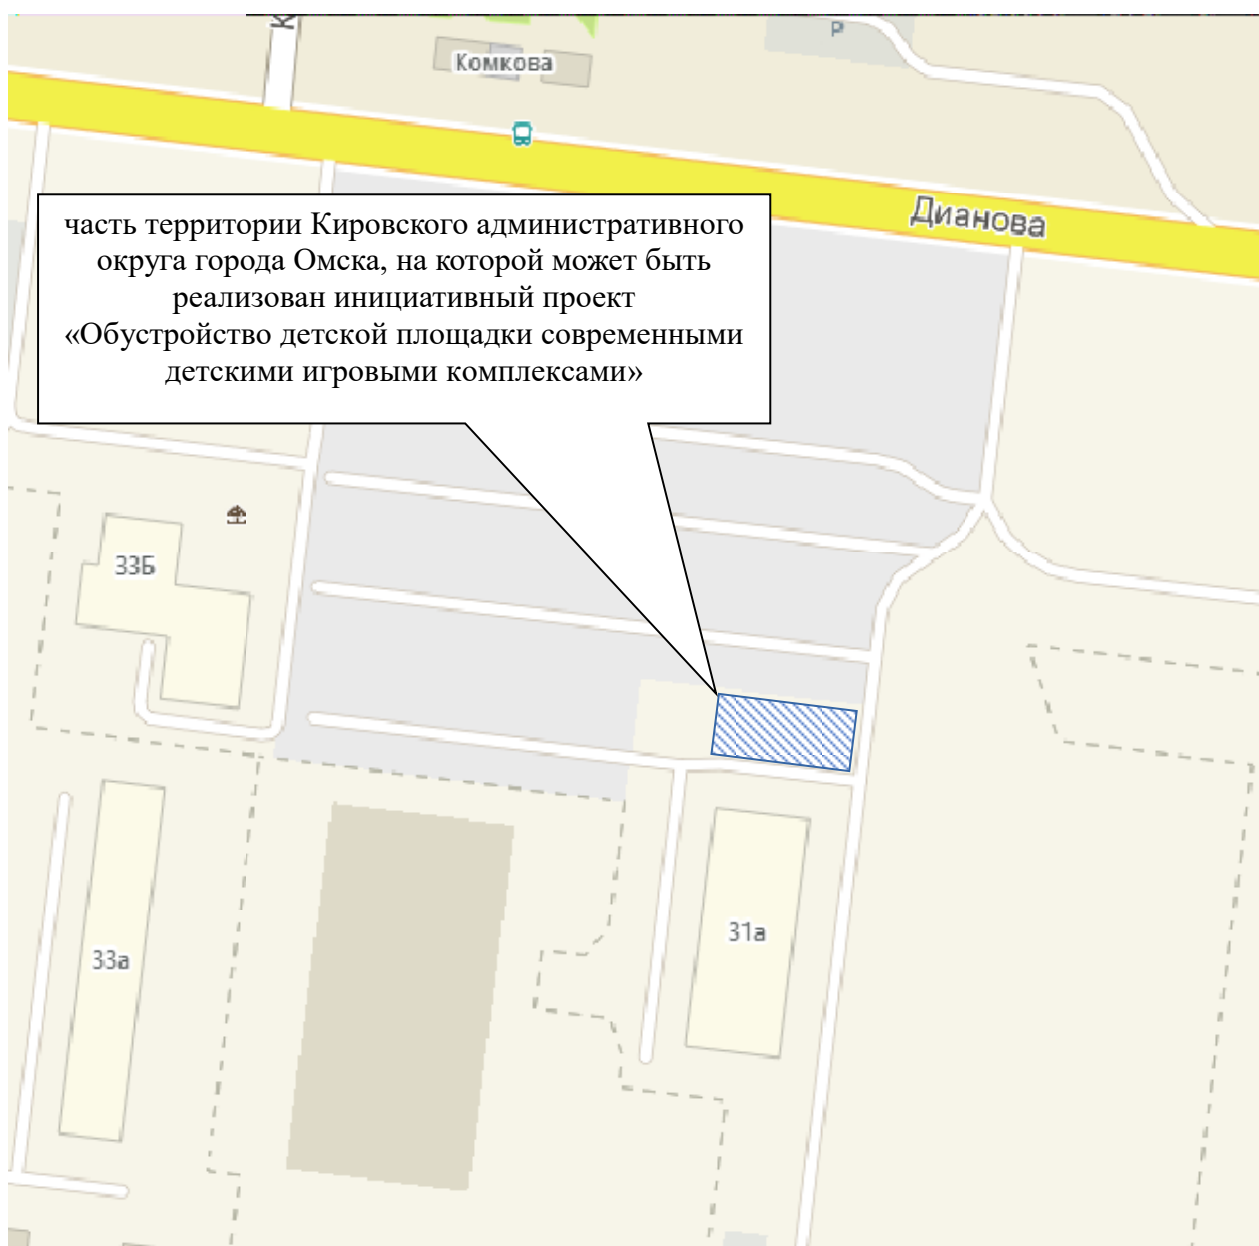 К
Комкова
P
Дианова
часть территории Кировского административного
округа города Омска, на которой может быть
реализован инициативный проект
«Обустройство детской площадки современными
детскими игровыми комплексами»
33Б
31а
33а